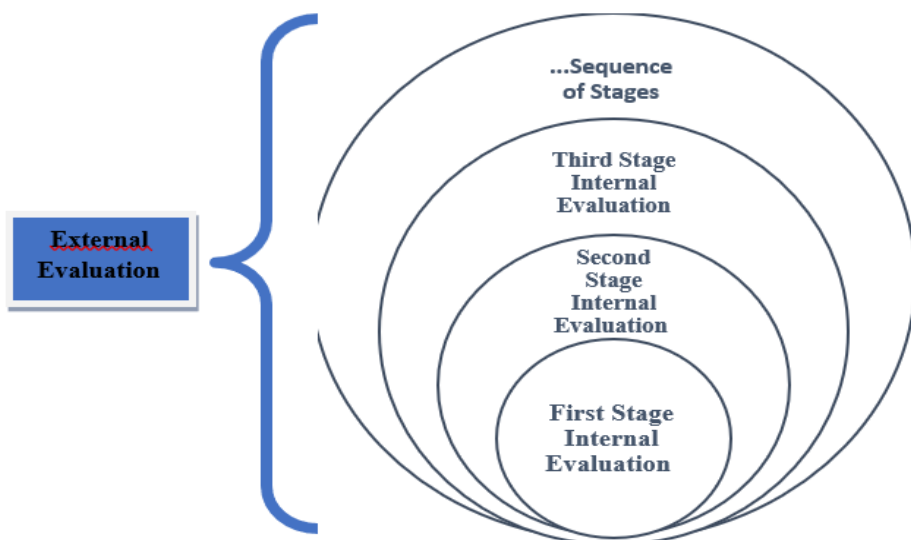 External
Evaluation
...Sequence
of Stages
Third Stage
Internal
Evaluation
Second
Stage
Internal
Evaluation
First Stage
Internal
Evaluation